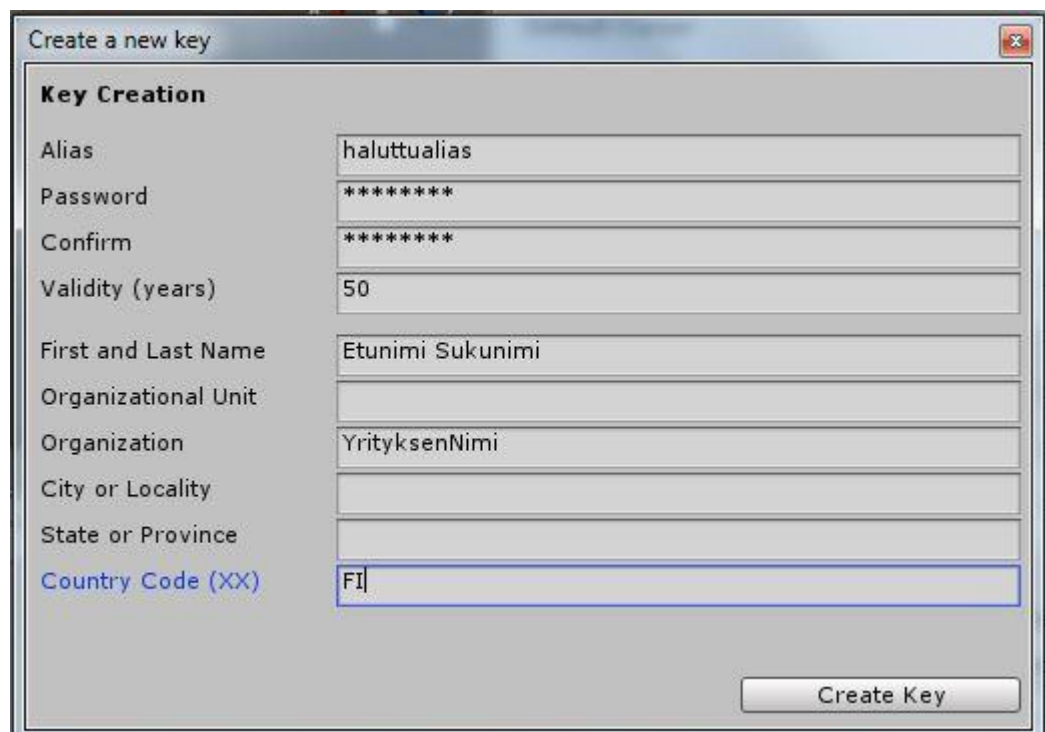 Create a new key
Key Creation
Alias haluttualias
Password ********
Confirm ********
Validity (years) 50
First and Last Name Etunimi Sukunimi
Organizational Unit
Organization YrityksenNimi
City or Locality
State or Province
Country Code (XX) FI
Create Key